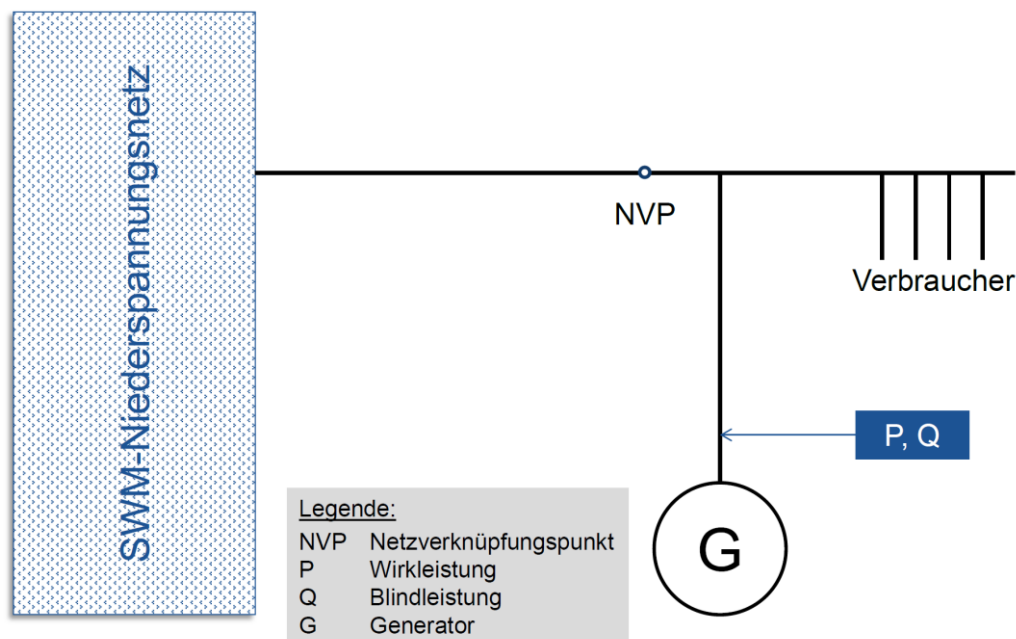 SWM-Niederspannungsnetz
NVP
Verbraucher
P, Q
G
Legende:
NVP Netzverknüpfungspunkt
P Wirkleistung
Q Blindleistung
G Generator